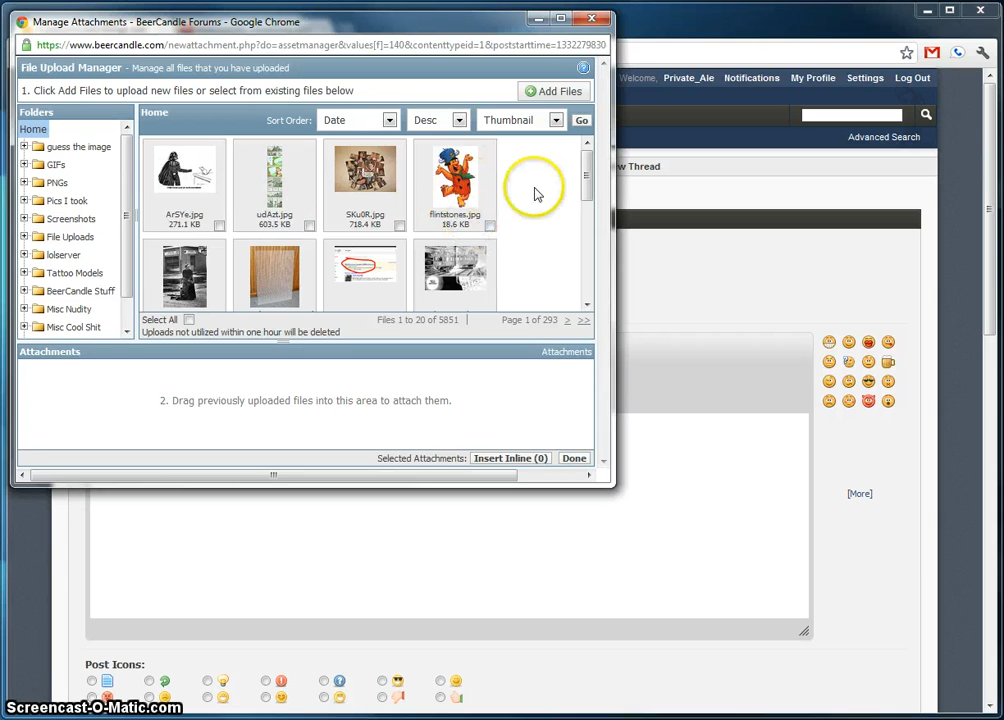 Manage Attachments - BeerCandle Forums - Google Chrome
https://www.beercandle.com/newattachment.php?do=assetmanager&values[f]=140&contenttypeid=1&poststarttime=1332279830
File Upload Manager - Manage all files that you have uploaded
1. Click Add Files to upload new files or select from existing files below
Add Files
Folders
Home
Sort Order: Date Desc Thumbnail Go
Home
guess the image
GIFs
PNGs
Pics I took
Screenshots
File Uploads
lolserver
Tattoo Models
BeerCandle Stuff
Misc Nudity
Misc Cool Shit
ArSYe.jpg
271.1 KB
udAzt.jpg
603.5 KB
SKu0R.jpg
718.4 KB
flintstones.jpg
18.6 KB
Select All
Files 1 to 20 of 5851
Page 1 of 293 > >>
Uploads not utilized within one hour will be deleted
Attachments
Attachments
2. Drag previously uploaded files into this area to attach them.
Selected Attachments: Insert Inline (0) Done
Welcome, Private_Ale Notifications My Profile Settings Log Out
Advanced Search
w Thread
[More]
Post Icons:
Screencast-O-Matic.com